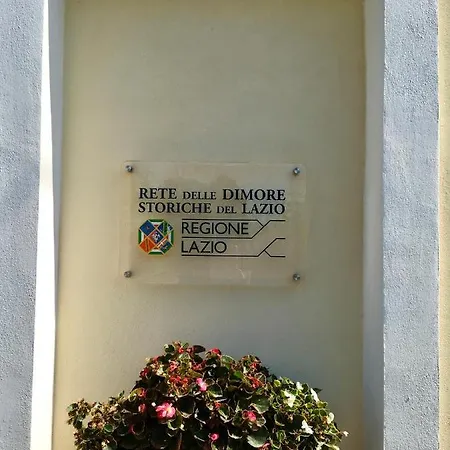 RETE DELLE DIMORE
STORICHE DEL LAZIO
REGIONE
LAZIO